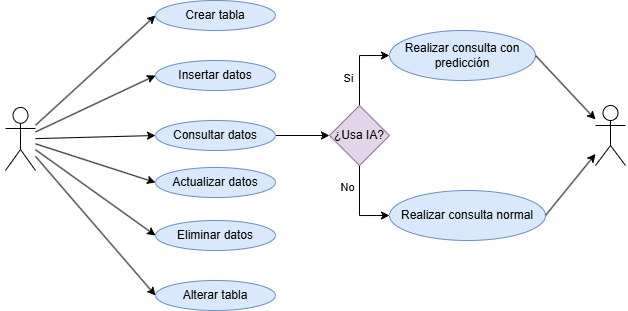 Crear tabla
Insertar datos
Consultar datos
Actualizar datos
Eliminar datos
Alterar tabla
¿Usa IA?
Si
No
Realizar consulta con
predicción
Realizar consulta normal